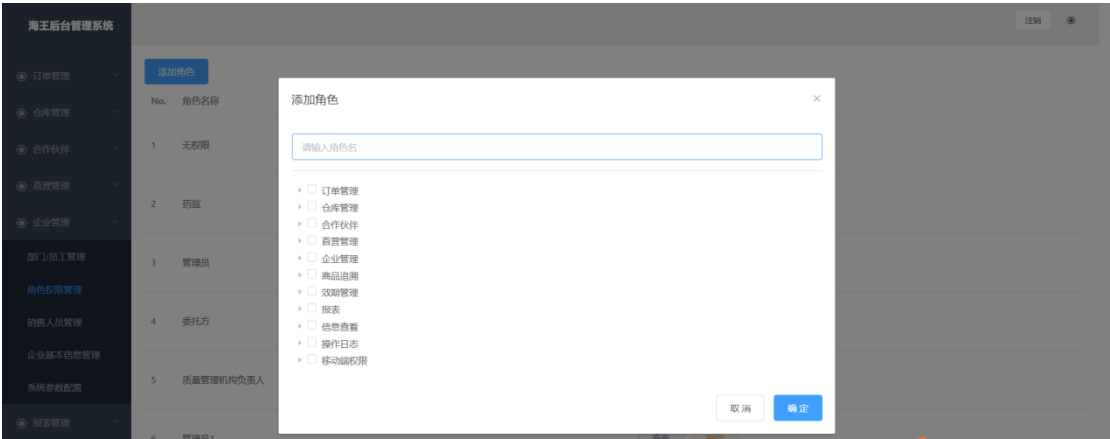 海王后台管理系统
注销
订单管理
仓库管理
合作伙伴
首营管理
企业管理
部门/员工管理
角色权限管理
销售人员管理
企业基本信息管理
系统参数配置
报表管理
添加角色
No. 角色名称
1 无权限
2 药监
3 管理员
4 委托方
5 质量管理机构负责人
6 管理员1
添加角色
请输入角色名
订单管理
仓库管理
合作伙伴
首营管理
企业管理
商品追溯
效期管理
报表
信息查看
操作日志
移动端权限
取消 确定